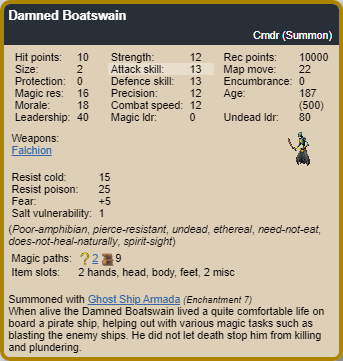 Damned Boatswain
Cmdr (Summon)
Hit points: 10 Strength: 12 Rec points: 10000
Size: 2 Attack skill: 13 Map move: 22
Protection: 0 Defence skill: 13 Encumbrance: 0
Magic res: 16 Precision: 12 Age: 187
Morale: 18 Combat speed: 12 (500)
Leadership: 40 Magic ldr: 0 Undead ldr: 80
Weapons:
Falchion
Resist cold: 15
Resist poison: 25
Fear: +5
Salt vulnerability: 1
(Poor-amphibian, pierce-resistant, undead, ethereal, need-not-eat,
does-not-heal-naturally, spirit-sight)
Magic paths: ? 2 9
Item slots: 2 hands, head, body, feet, 2 misc
Summoned with Ghost Ship Armada (Enchantment 7)
When alive the Damned Boatswain lived a quite comfortable life on
board a pirate ship, helping out with various magic tasks such as
blasting the enemy ships. He did not let death stop him from killing
and plundering.